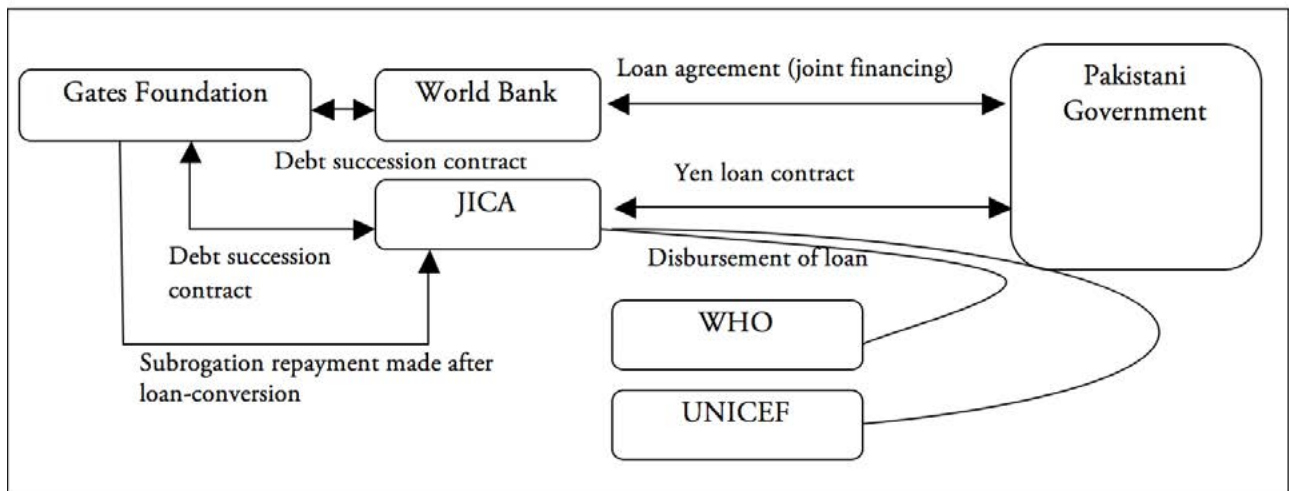 Gates Foundation
World Bank
Loan agreement (joint financing)
Pakistani
Government
Debt succession contract
Yen loan contract
JICA
Debt succession
contract
Disbursement of loan
WHO
Subrogation repayment made after
loan-conversion
UNICEF